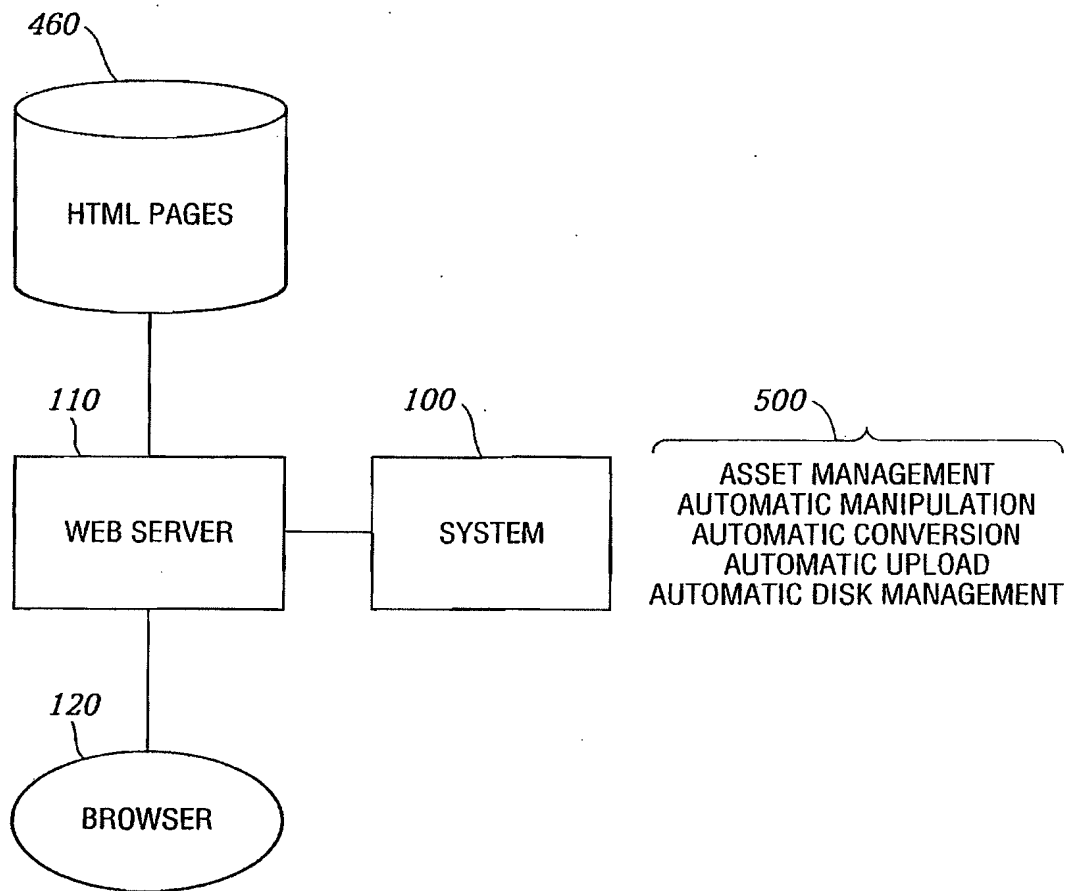 460
HTML PAGES
110
100
500
WEB SERVER
SYSTEM
ASSET MANAGEMENT
AUTOMATIC MANIPULATION
AUTOMATIC CONVERSION
AUTOMATIC UPLOAD
AUTOMATIC DISK MANAGEMENT
120
BROWSER